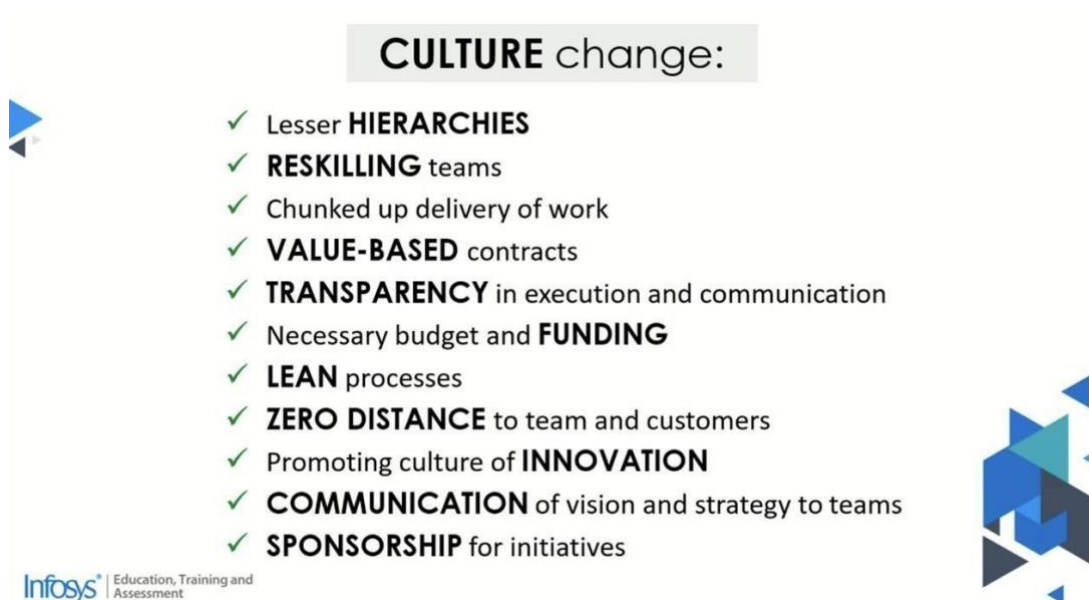 CULTURE change:
Lesser HIERARCHIES
RESKILLING teams
Chunked up delivery of work
VALUE-BASED contracts
TRANSPARENCY in execution and communication
Necessary budget and FUNDING
LEAN processes
ZERO DISTANCE to team and customers
Promoting culture of INNOVATION
COMMUNICATION of vision and strategy to teams
SPONSORSHIP for initiatives
Infosys® | Education, Training and
Assessment